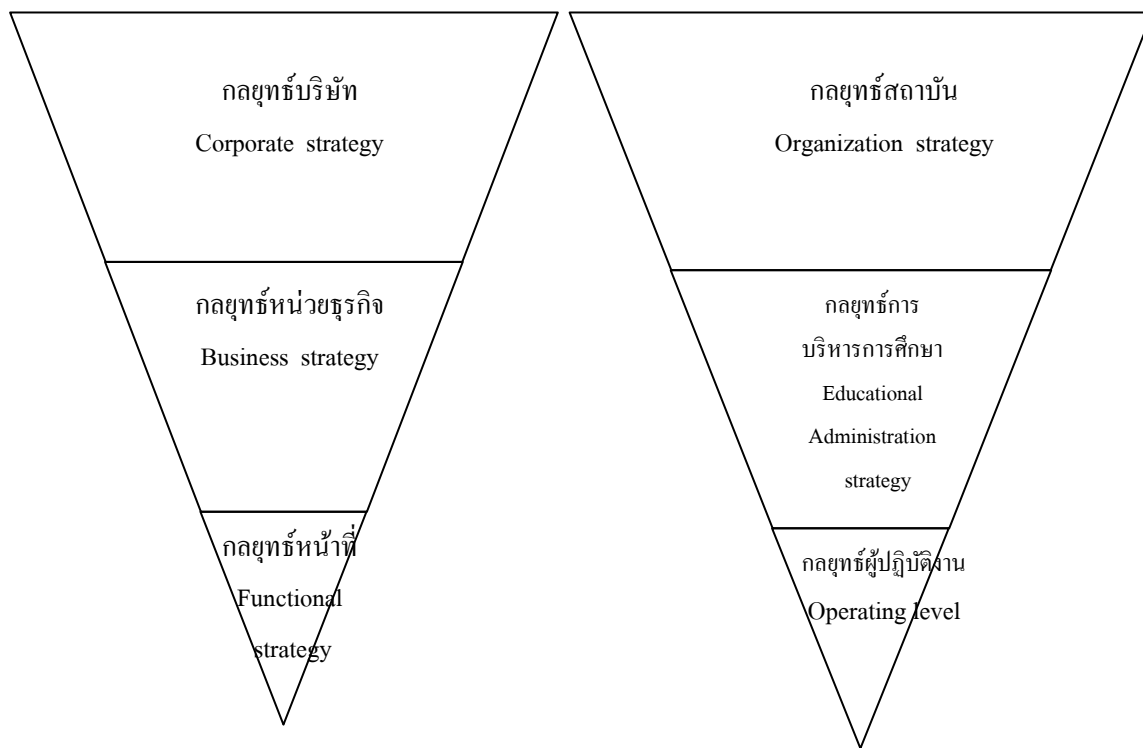 กลยุทธ์บริษัท
Corporate strategy
กลยุทธ์หน่วยธุรกิจ
Business strategy
กลยุทธ์หน้าที่
Functional
strategy
กลยุทธ์สถาบัน
Organization strategy
กลยุทธ์การ
บริหารการศึกษา
Educational
Administration
strategy
กลยุทธ์ผู้ปฏิบัติงาน
Operating level